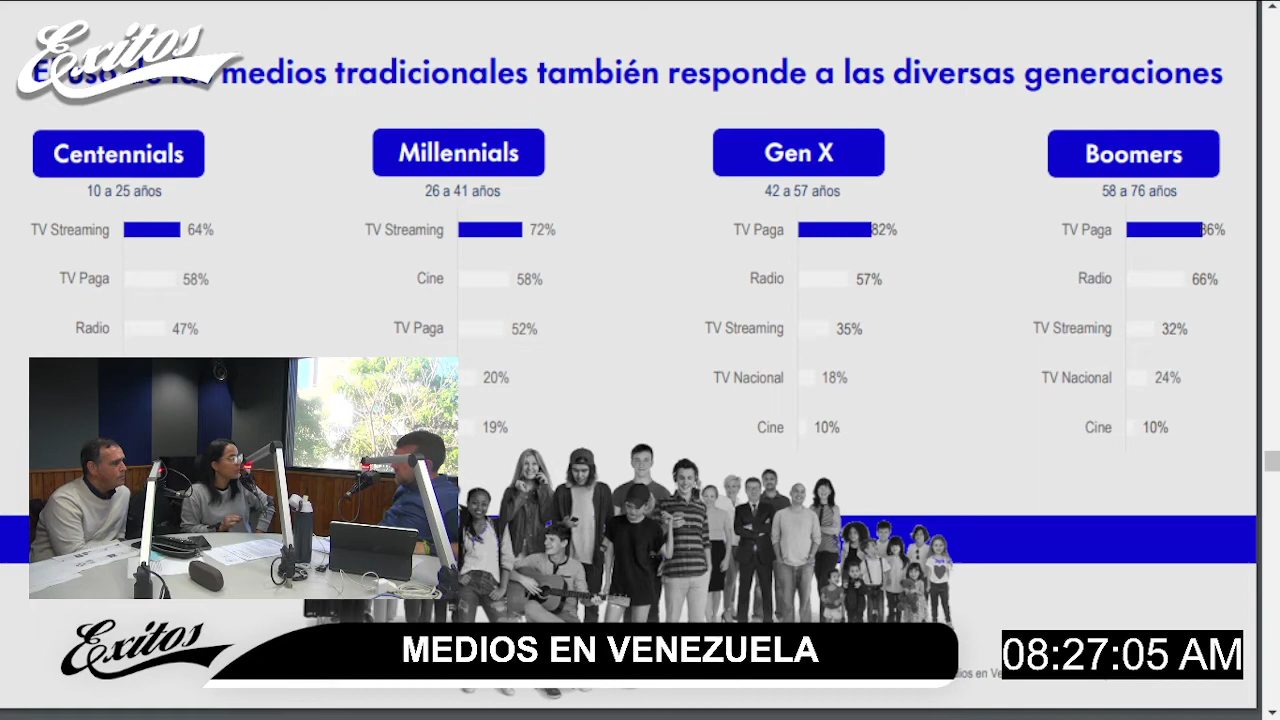 Exitos
medios tradicionales también responde a las diversas generaciones
Centennials
10 a 25 años
TV Streaming 64%
TV Paga 58%
Radio 47%
Millennials
26 a 41 años
TV Streaming 72%
Cine 58%
TV Paga 52%
20%
19%
Gen X
42 a 57 años
TV Paga 82%
Radio 57%
TV Streaming 35%
TV Nacional 18%
Cine 10%
Boomers
58 a 76 años
TV Paga 86%
Radio 66%
TV Streaming 32%
TV Nacional 24%
Cine 10%
Exitos
MEDIOS EN VENEZUELA
08:27:05 AM